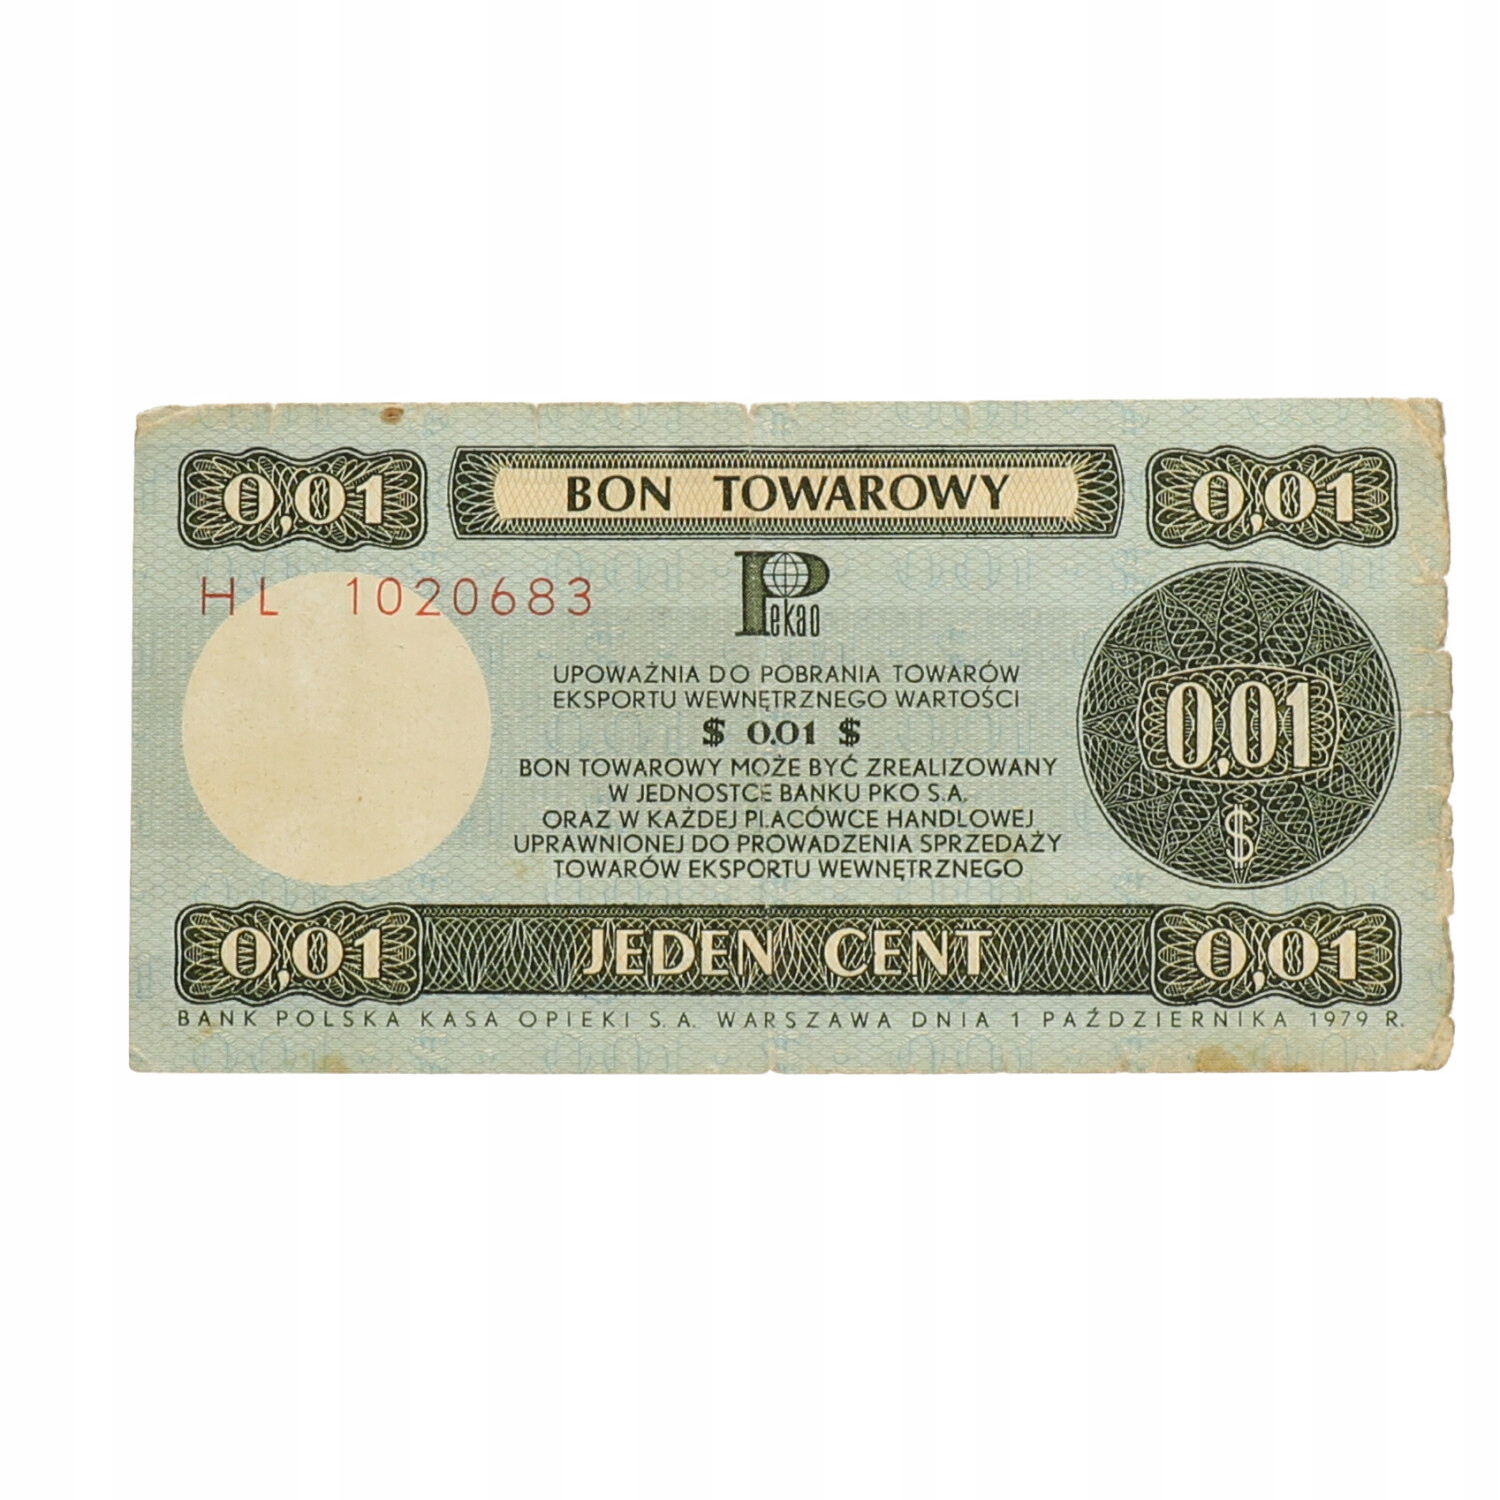 0,01 BON TOWAROWY 0,01
HL 1020683
Pekao
UPOWAŻNIA DO POBRANIA TOWARÓW
EKSPORTU WEWNĘTRZNEGO WARTOŚCI
$ 0.01 $
BON TOWAROWY MOŻE BYĆ ZREALIZOWANY
W JEDNOSTCE BANKU PKO S.A.
ORAZ W KAŻDEJ PLACÓWCE HANDLOWEJ
UPRAWNIONEJ DO PROWADZENIA SPRZEDAŻY
TOWARÓW EKSPORTU WEWNĘTRZNEGO
0,01
$
0,01 JEDEN CENT 0,01
BANK POLSKA KASA OPIEKI S.A. WARSZAWA DNIA 1 PAŹDZIERNIKA 1979 R.